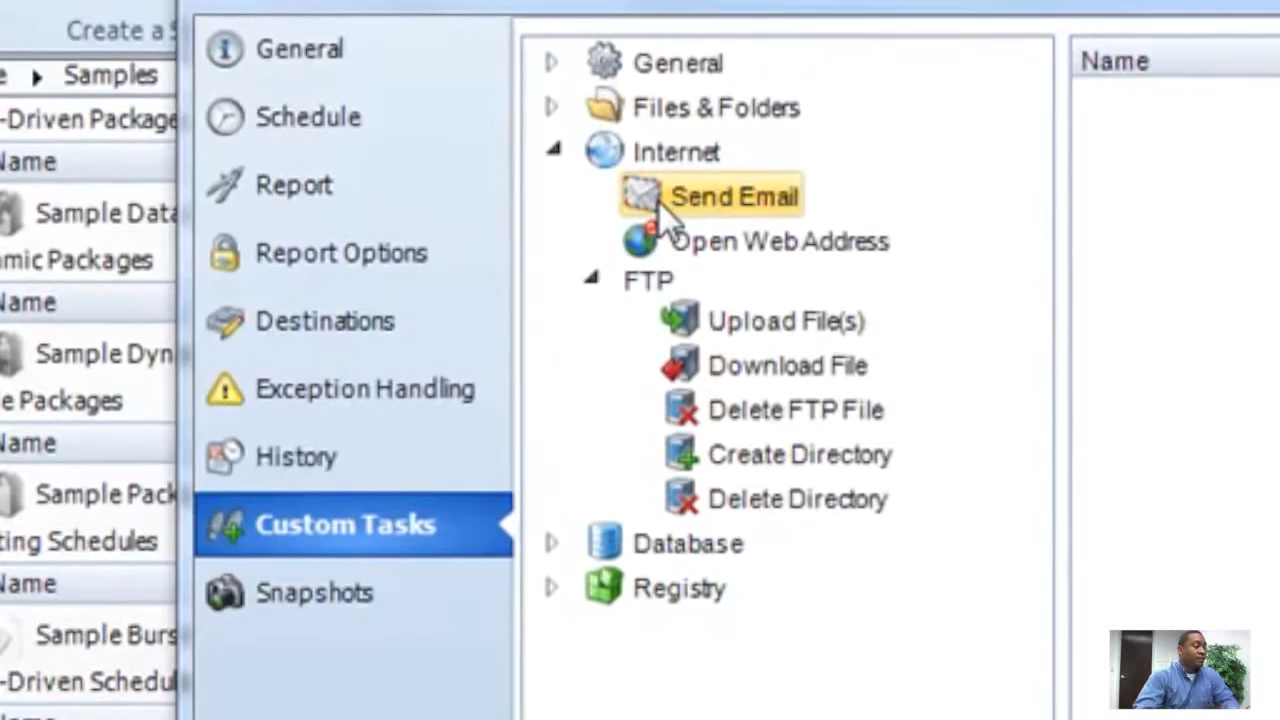 Create a S
e ▸ Samples
-Driven Package
Name
Sample Data
mic Packages
Name
Sample Dyn
e Packages
Name
Sample Pack
ting Schedules
Name
Sample Burs
-Driven Schedul
General
Schedule
Report
Report Options
Destinations
Exception Handling
History
Custom Tasks
Snapshots
General
Files & Folders
Internet
Send Email
Open Web Address
FTP
Upload File(s)
Download File
Delete FTP File
Create Directory
Delete Directory
Database
Registry
Name